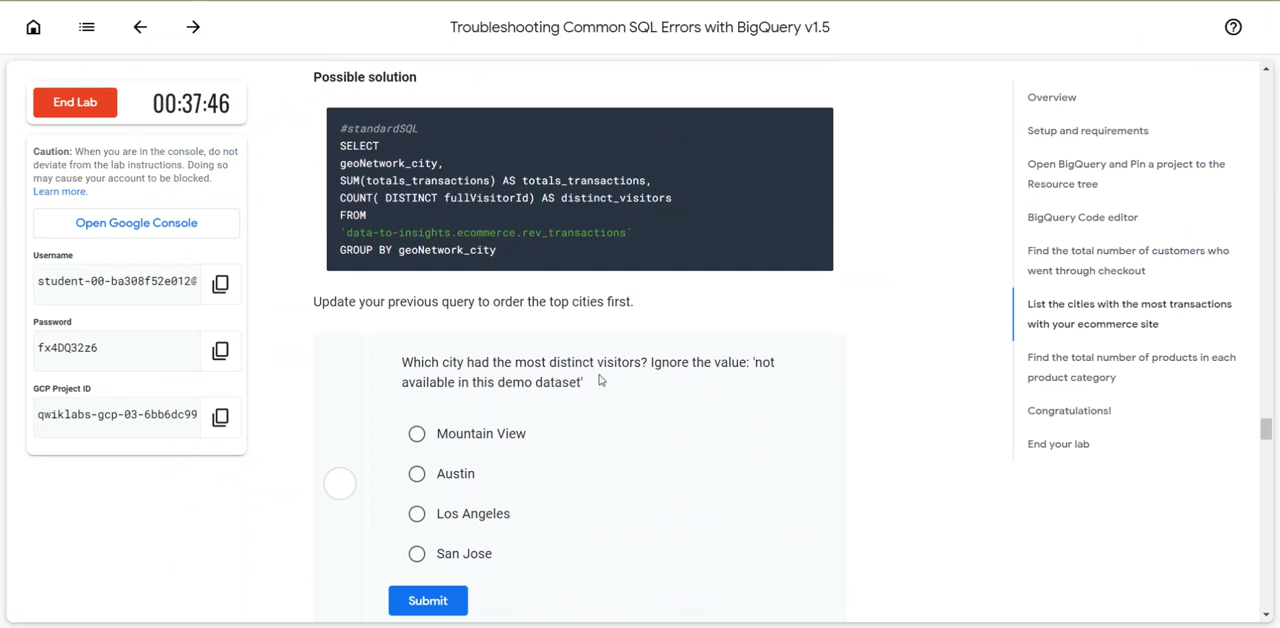 Troubleshooting Common SQL Errors with BigQuery v1.5
End Lab
00:37:46
Caution: When you are in the console, do not
deviate from the lab instructions. Doing so
may cause your account to be blocked.
Learn more.
Open Google Console
Username
student-00-ba308f52e012@
Password
fx4DQ32z6
GCP Project ID
qwiklabs-gcp-03-6bb6dc99
Possible solution
#standardSQL
SELECT
geoNetwork_city,
SUM(totals_transactions) AS totals_transactions,
COUNT( DISTINCT fullVisitorId) AS distinct_visitors
FROM
`data-to-insights.ecommerce.rev_transactions`
GROUP BY geoNetwork_city
Update your previous query to order the top cities first.
Which city had the most distinct visitors? Ignore the value: 'not
available in this demo dataset'
Mountain View
Austin
Los Angeles
San Jose
Submit
Overview
Setup and requirements
Open BigQuery and Pin a project to the
Resource tree
BigQuery Code editor
Find the total number of customers who
went through checkout
List the cities with the most transactions
with your ecommerce site
Find the total number of products in each
product category
Congratulations!
End your lab